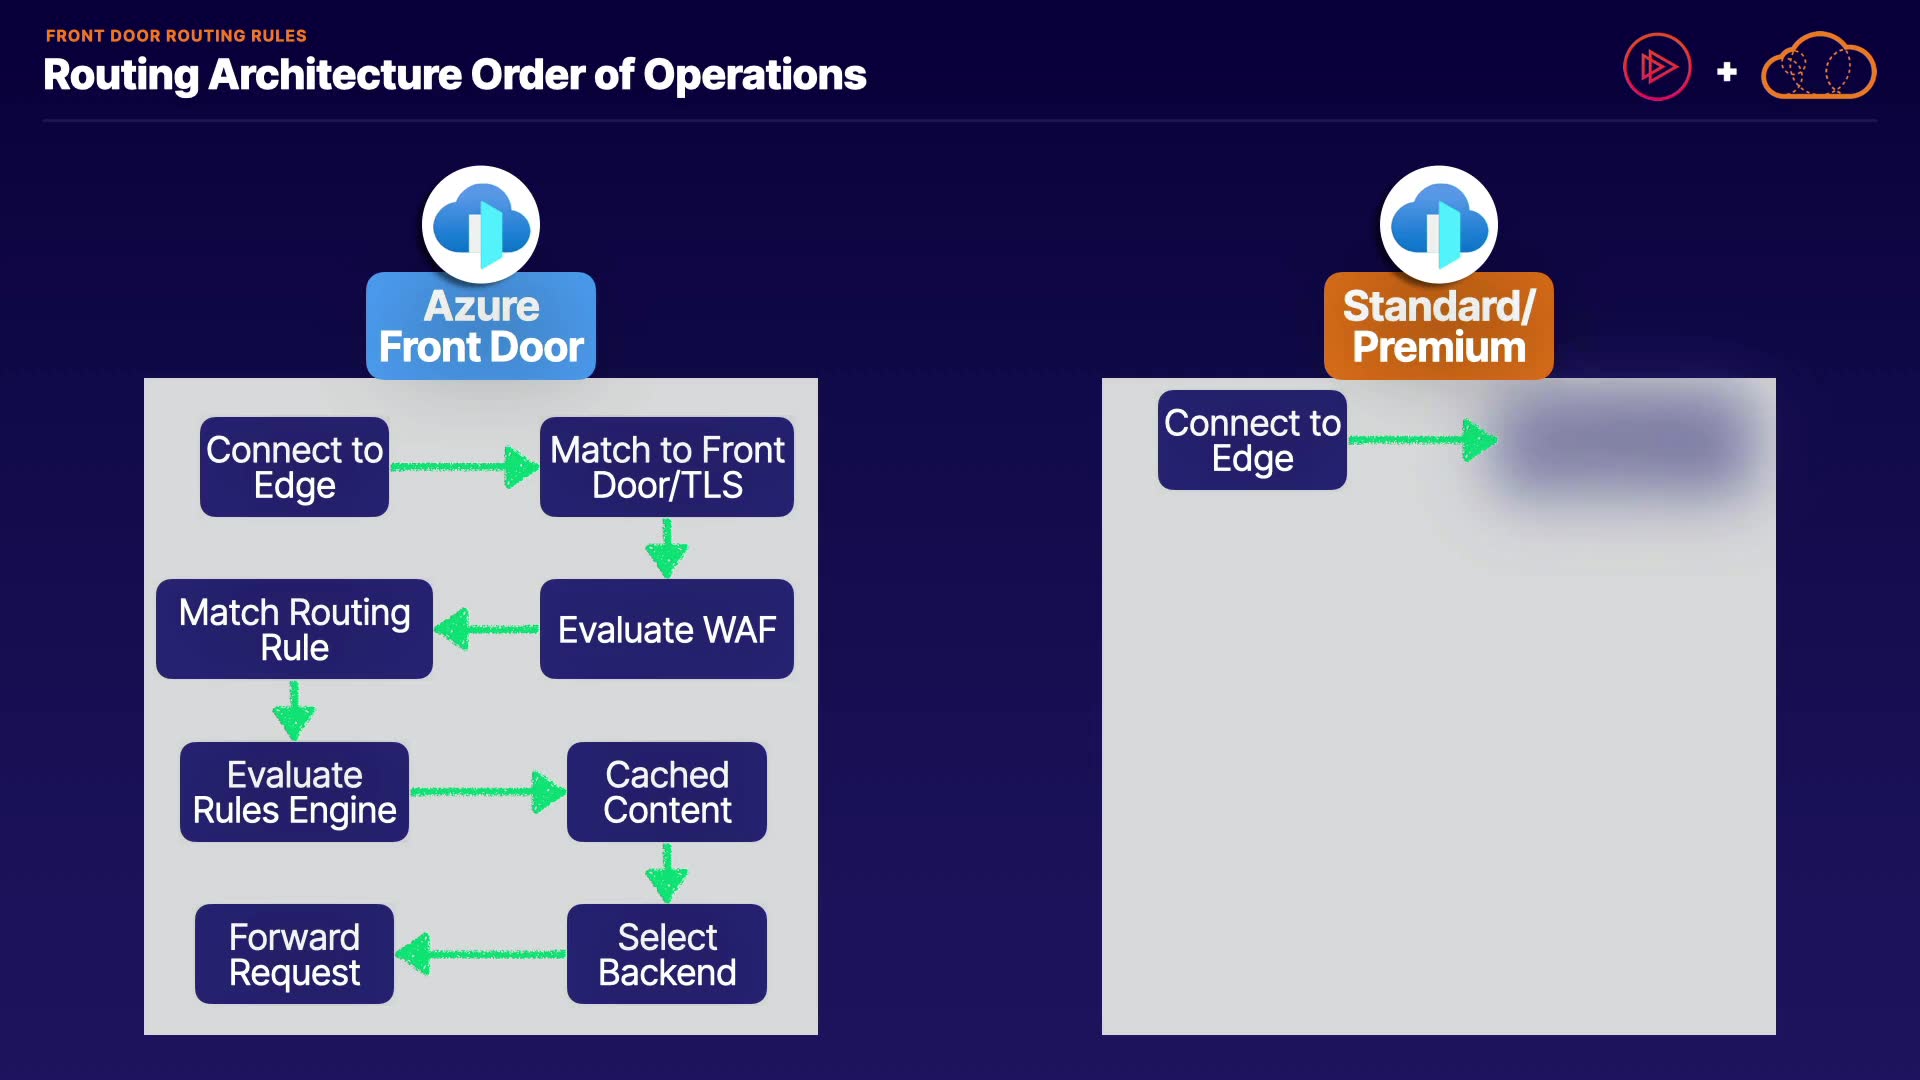 FRONT DOOR ROUTING RULES
Routing Architecture Order of Operations
+
Azure
Front Door
Connect to
Edge
Match to Front
Door/TLS
Evaluate WAF
Match Routing
Rule
Evaluate
Rules Engine
Cached
Content
Select
Backend
Forward
Request
Standard/
Premium
Connect to
Edge